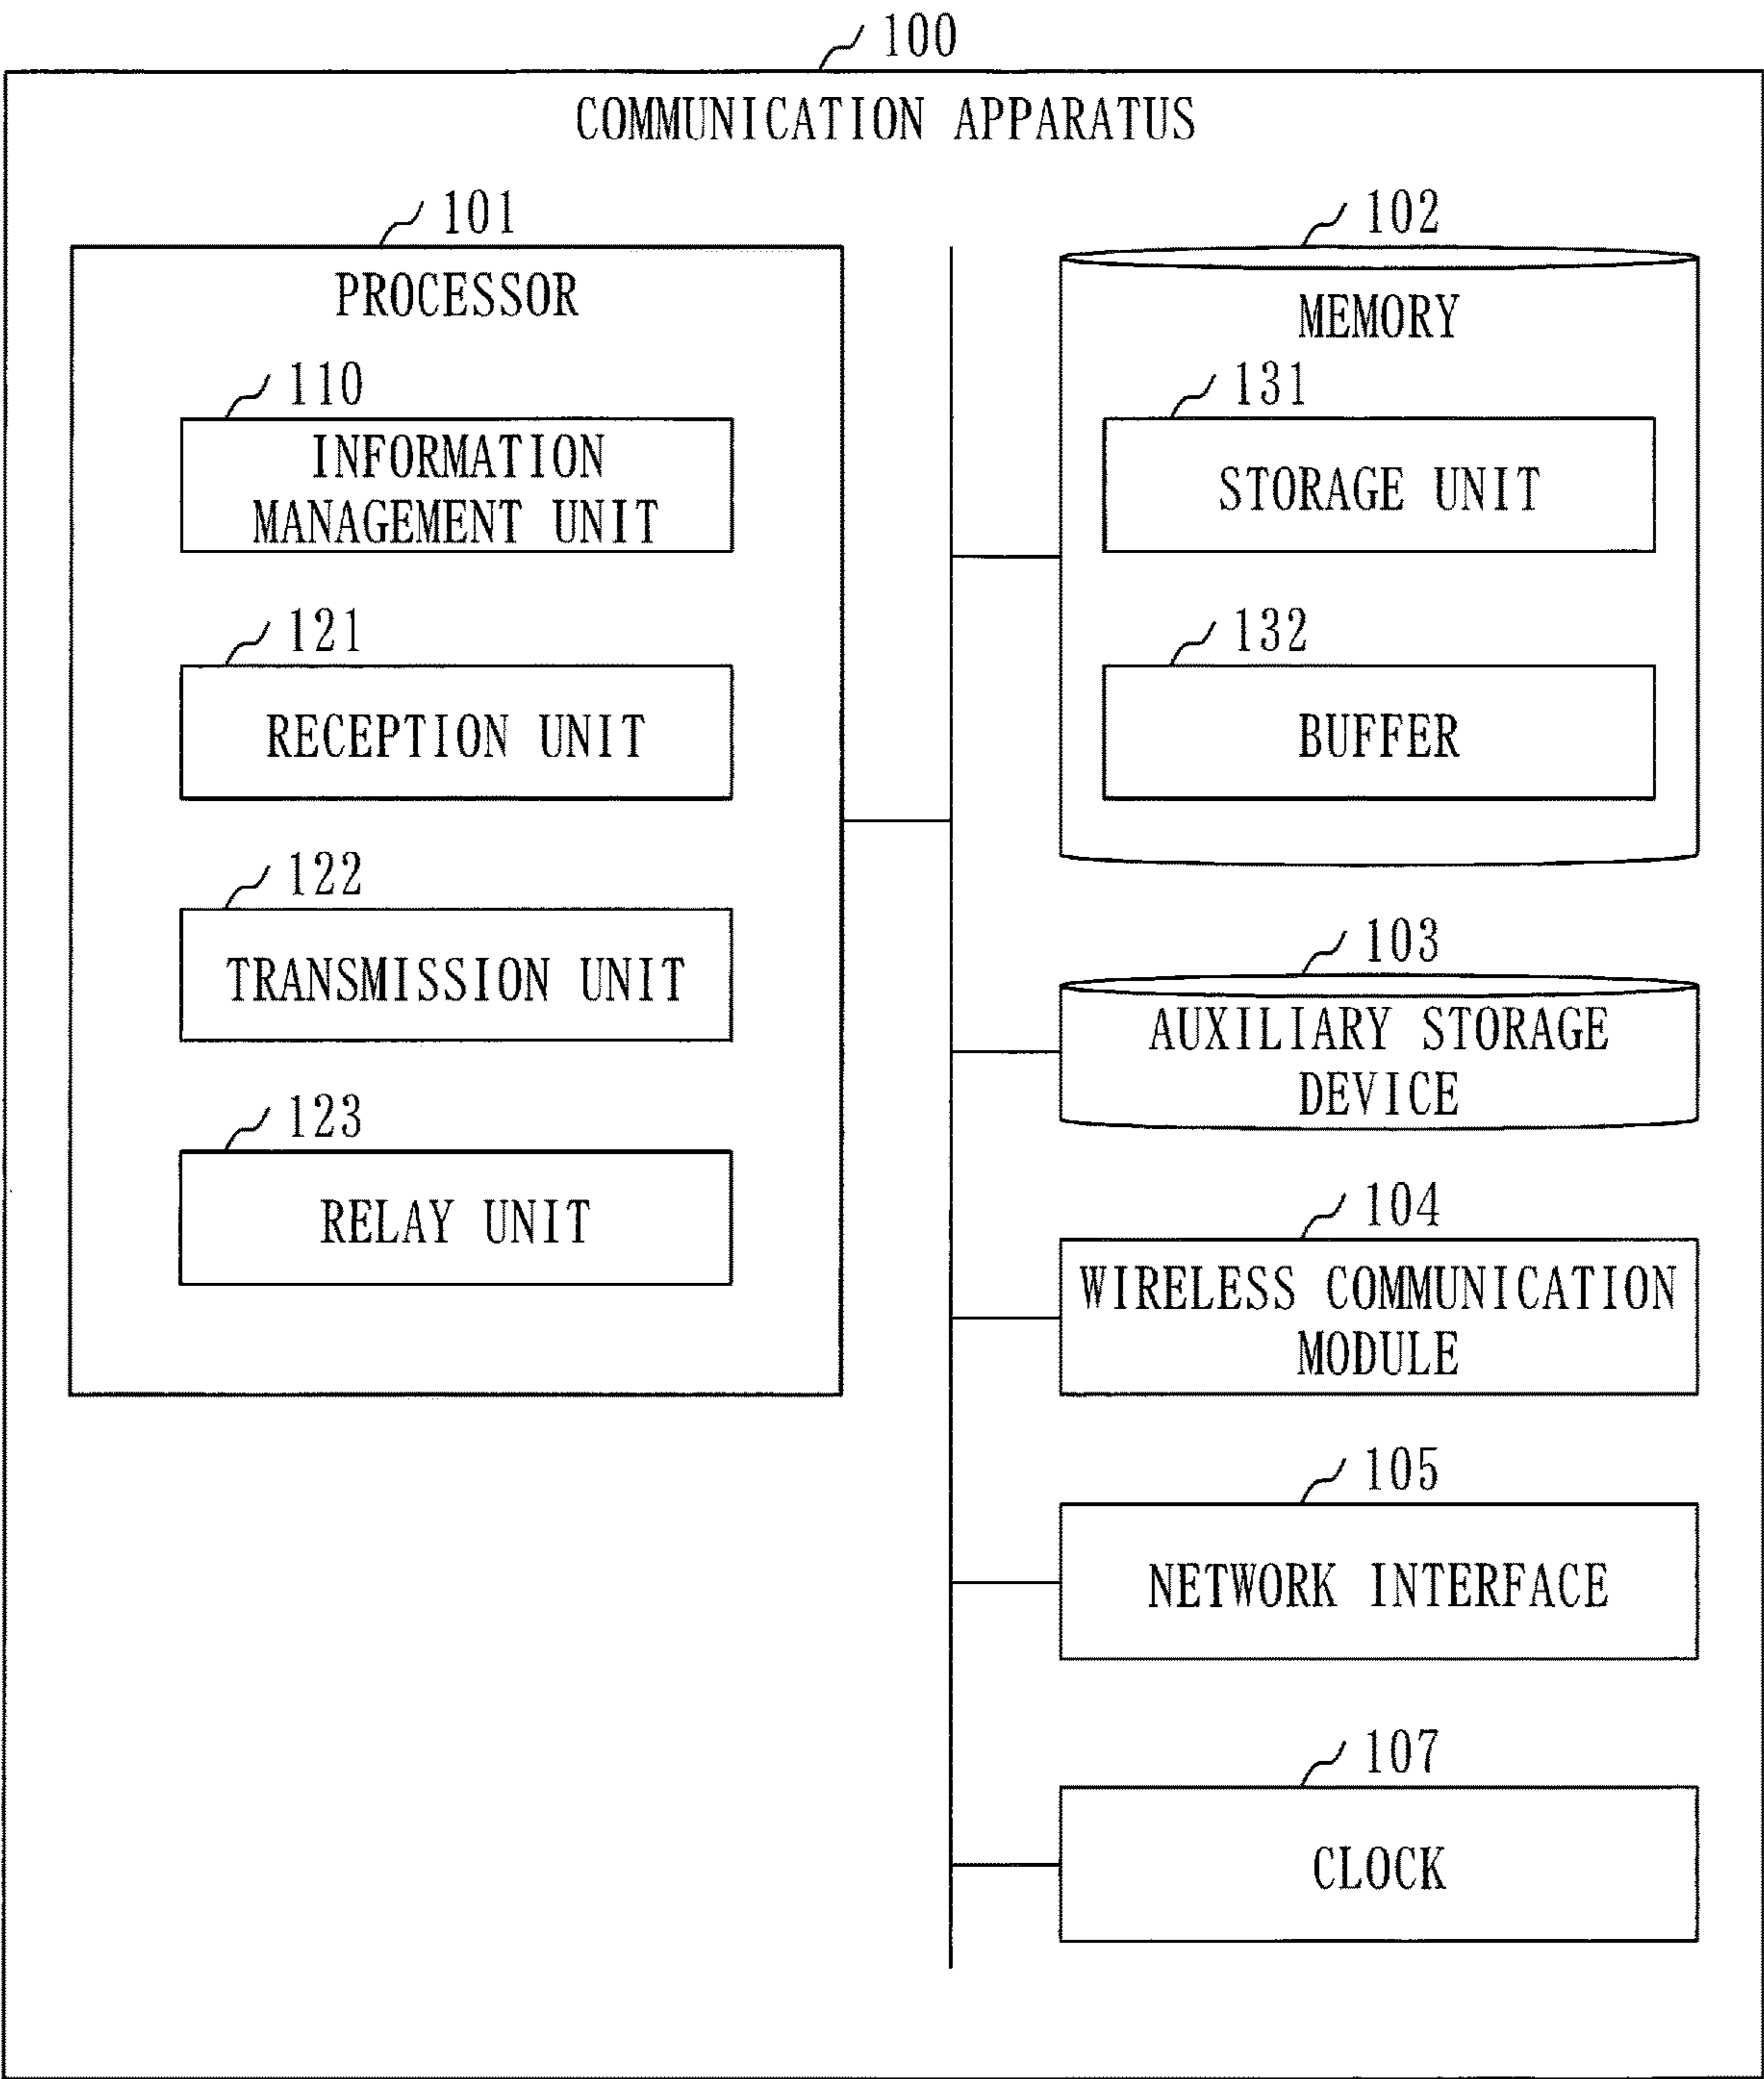 100
COMMUNICATION APPARATUS
101
PROCESSOR
110
INFORMATION
MANAGEMENT UNIT
121
RECEPTION UNIT
122
TRANSMISSION UNIT
123
RELAY UNIT
102
MEMORY
131
STORAGE UNIT
132
BUFFER
103
AUXILIARY STORAGE
DEVICE
104
WIRELESS COMMUNICATION
MODULE
105
NETWORK INTERFACE
107
CLOCK